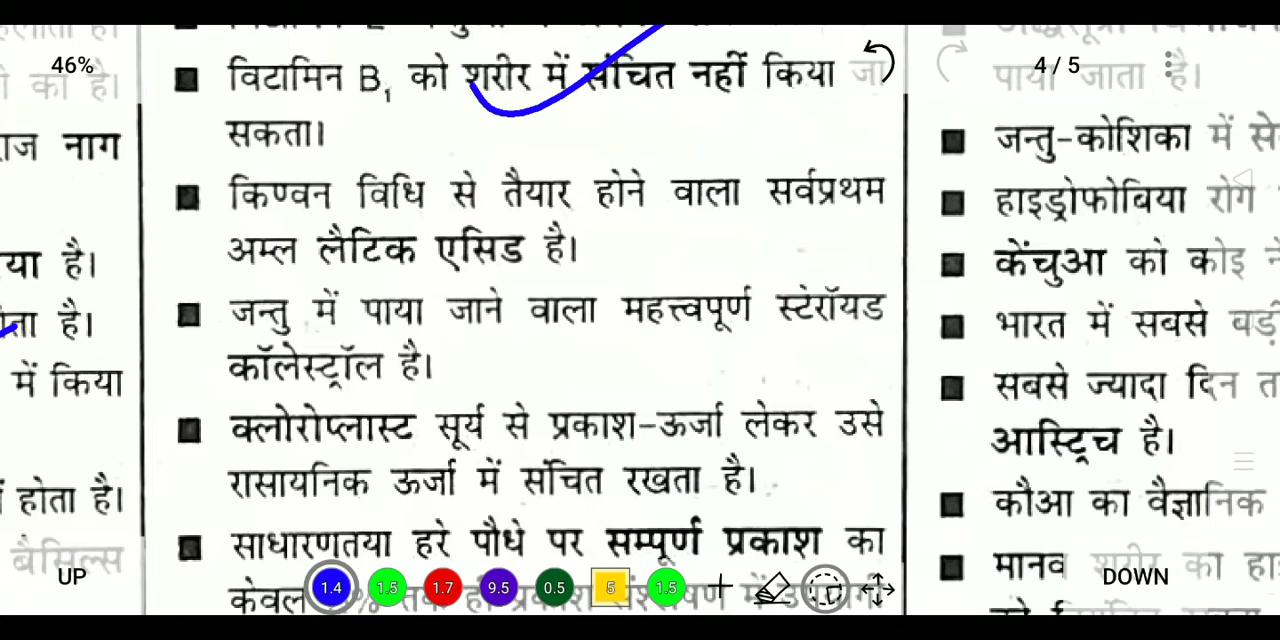 46%
4 / 5
राज नाग
या है।
है।
में किया
होता है।
बैसिल्स
UP
■ विटामिन B₁ को शरीर में संचित नहीं किया जा
सकता।
■ किण्वन विधि से तैयार होने वाला सर्वप्रथम
अम्ल लैटिक एसिड है।
■ जन्तु में पाया जाने वाला महत्त्वपूर्ण स्टेरॉयड
कॉलेस्ट्रॉल है।
■ क्लोरोप्लास्ट सूर्य से प्रकाश-ऊर्जा लेकर उसे
रासायनिक ऊर्जा में संचित रखता है।
■ साधारणतया हरे पौधे पर सम्पूर्ण प्रकाश का
केवल
1.4 1.5 1.7 9.5 0.5 5 1.5
पाया जाता है।
■ जन्तु-कोशिका में
■ हाइड्रोफोबिया रोग
■ केंचुआ को कोइ
■ भारत में सबसे
■ सबसे ज्यादा दिन
आस्ट्रिच है।
■ कौआ का वैज्ञानिक
■ मानव शरीर का
DOWN